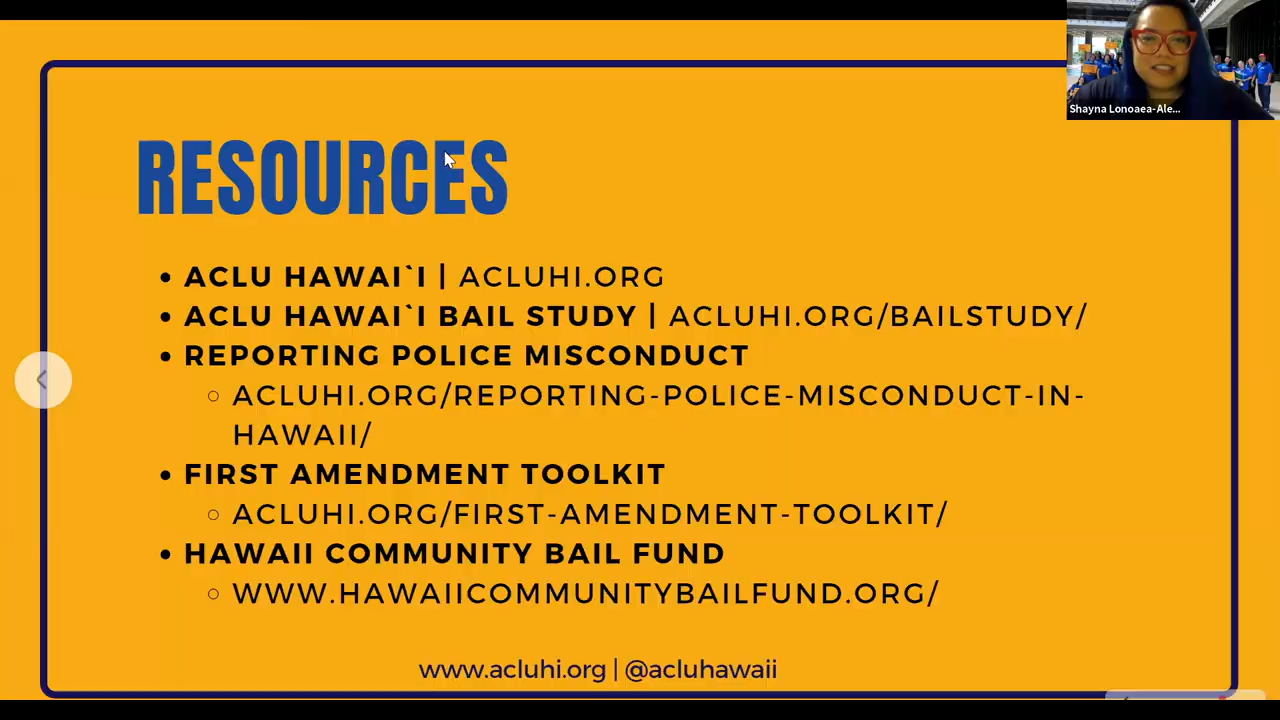 Shayna Lonoaea-Ale...
RESOURCES
• ACLU HAWAI`I | ACLUHI.ORG
• ACLU HAWAI`I BAIL STUDY | ACLUHI.ORG/BAILSTUDY/
• REPORTING POLICE MISCONDUCT
○ ACLUHI.ORG/REPORTING-POLICE-MISCONDUCT-IN-
HAWAII/
• FIRST AMENDMENT TOOLKIT
○ ACLUHI.ORG/FIRST-AMENDMENT-TOOLKIT/
• HAWAII COMMUNITY BAIL FUND
○ WWW.HAWAIICOMMUNITYBAILFUND.ORG/
www.acluhi.org | @acluhawaii